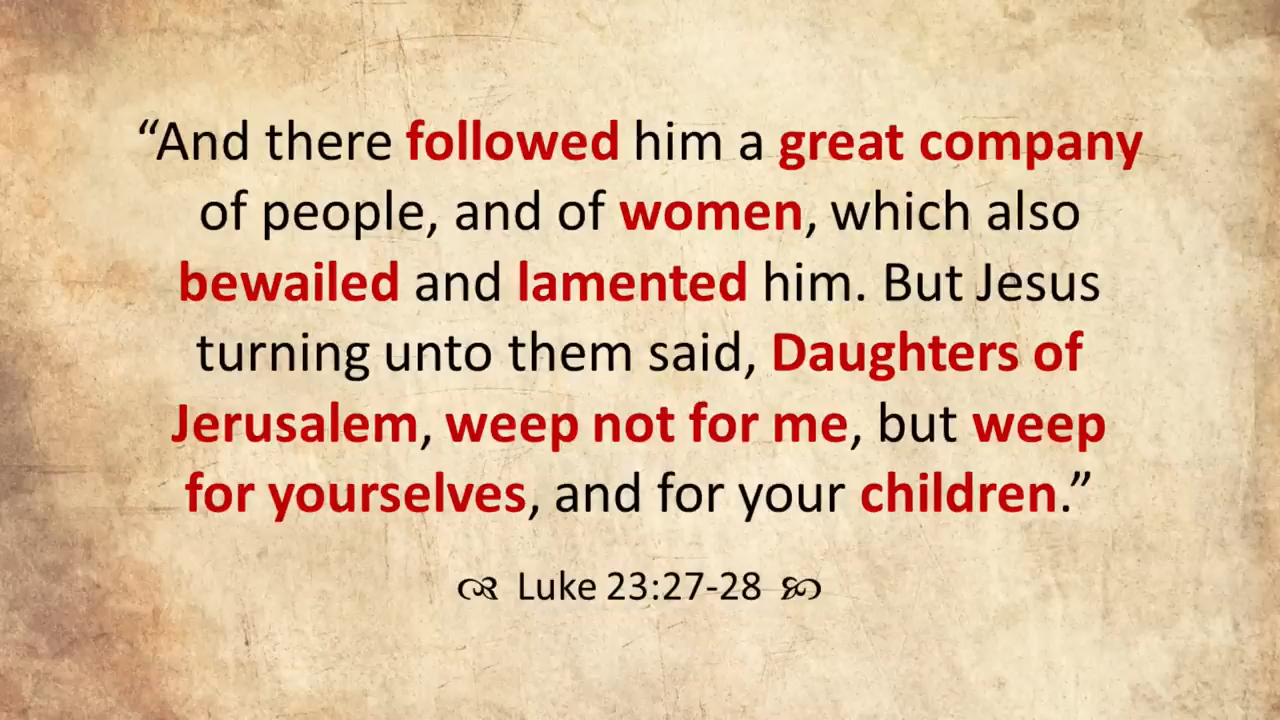 “And there followed him a great company
of people, and of women, which also
bewailed and lamented him. But Jesus
turning unto them said, Daughters of
Jerusalem, weep not for me, but weep
for yourselves, and for your children.”
Luke 23:27-28